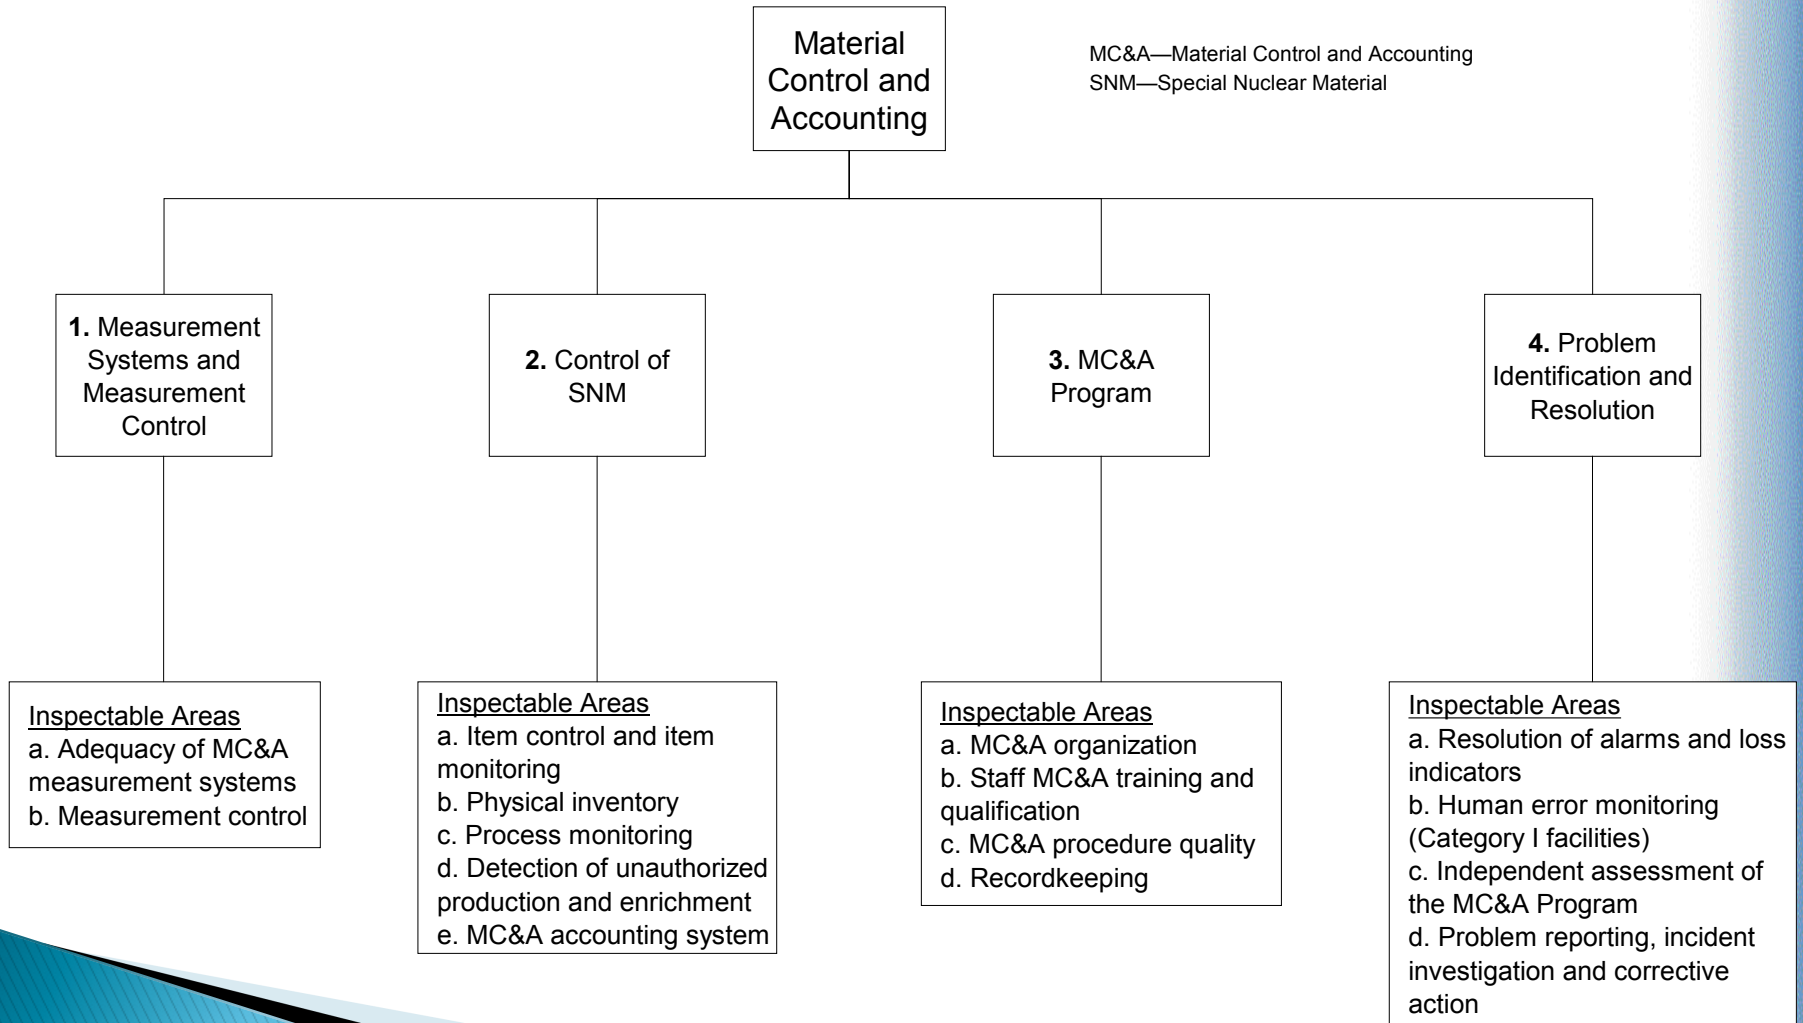 Material
Control and
Accounting
MC&A—Material Control and Accounting
SNM—Special Nuclear Material
1. Measurement
Systems and
Measurement
Control
2. Control of
SNM
3. MC&A
Program
4. Problem
Identification and
Resolution
Inspectable Areas
a. Adequacy of MC&A
measurement systems
b. Measurement control
Inspectable Areas
a. Item control and item
monitoring
b. Physical inventory
c. Process monitoring
d. Detection of unauthorized
production and enrichment
e. MC&A accounting system
Inspectable Areas
a. MC&A organization
b. Staff MC&A training and
qualification
c. MC&A procedure quality
d. Recordkeeping
Inspectable Areas
a. Resolution of alarms and loss
indicators
b. Human error monitoring
(Category I facilities)
c. Independent assessment of
the MC&A Program
d. Problem reporting, incident
investigation and corrective
action